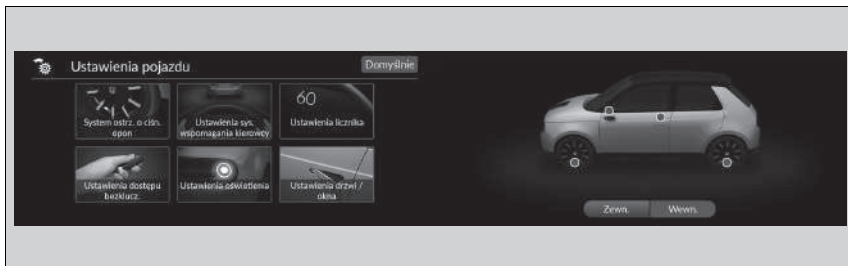 Ustawienia pojazdu
Domyślnie
System ostrz. o ciśn.
opon
Ustawienia sys.
wspomagania kierowcy
60
Ustawienia licznika
Ustawienia dostępu
bezklucz.
Ustawienia oświetlenia
Ustawienia drzwi /
okna
Zewn.
Wewn.